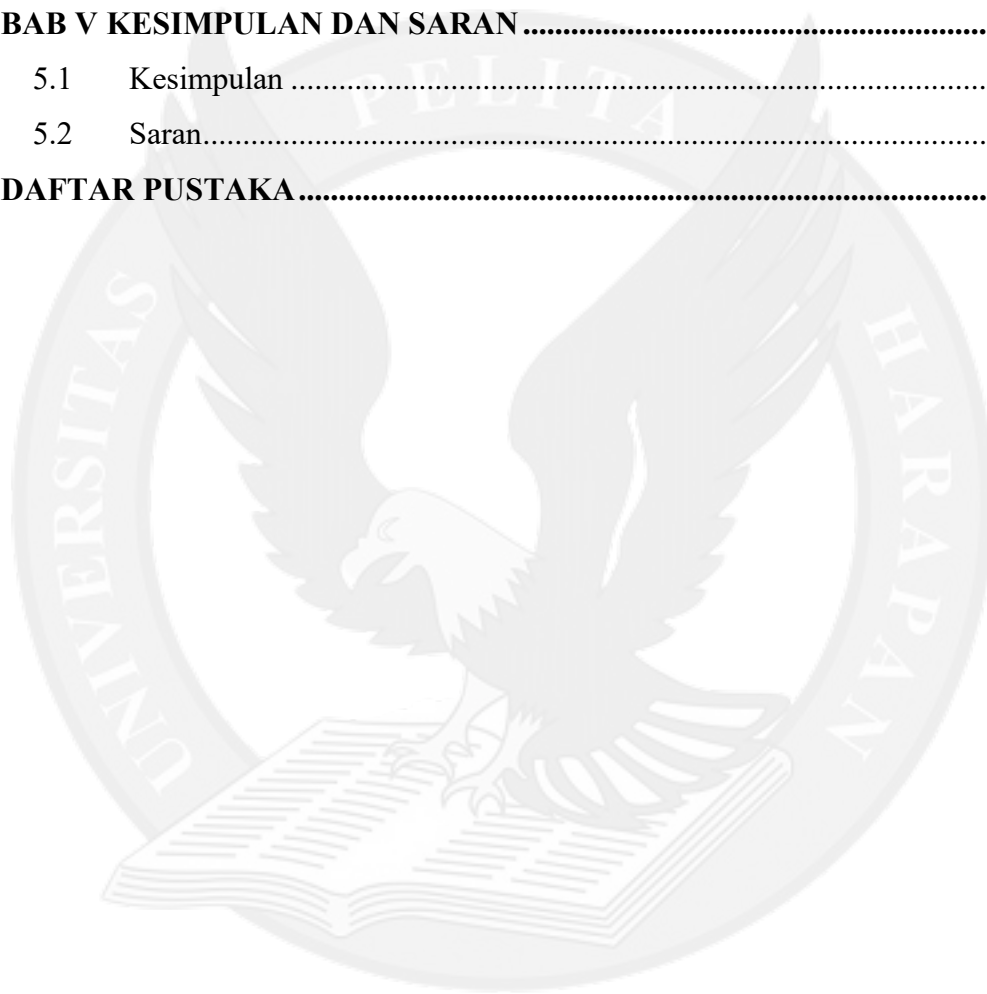 BAB V KESIMPULAN DAN SARAN ..........................................................
5.1 Kesimpulan ......................................................................................
5.2 Saran.................................................................................................
DAFTAR PUSTAKA......................................................................................
UNIVERSITAS PELITA HARAPAN